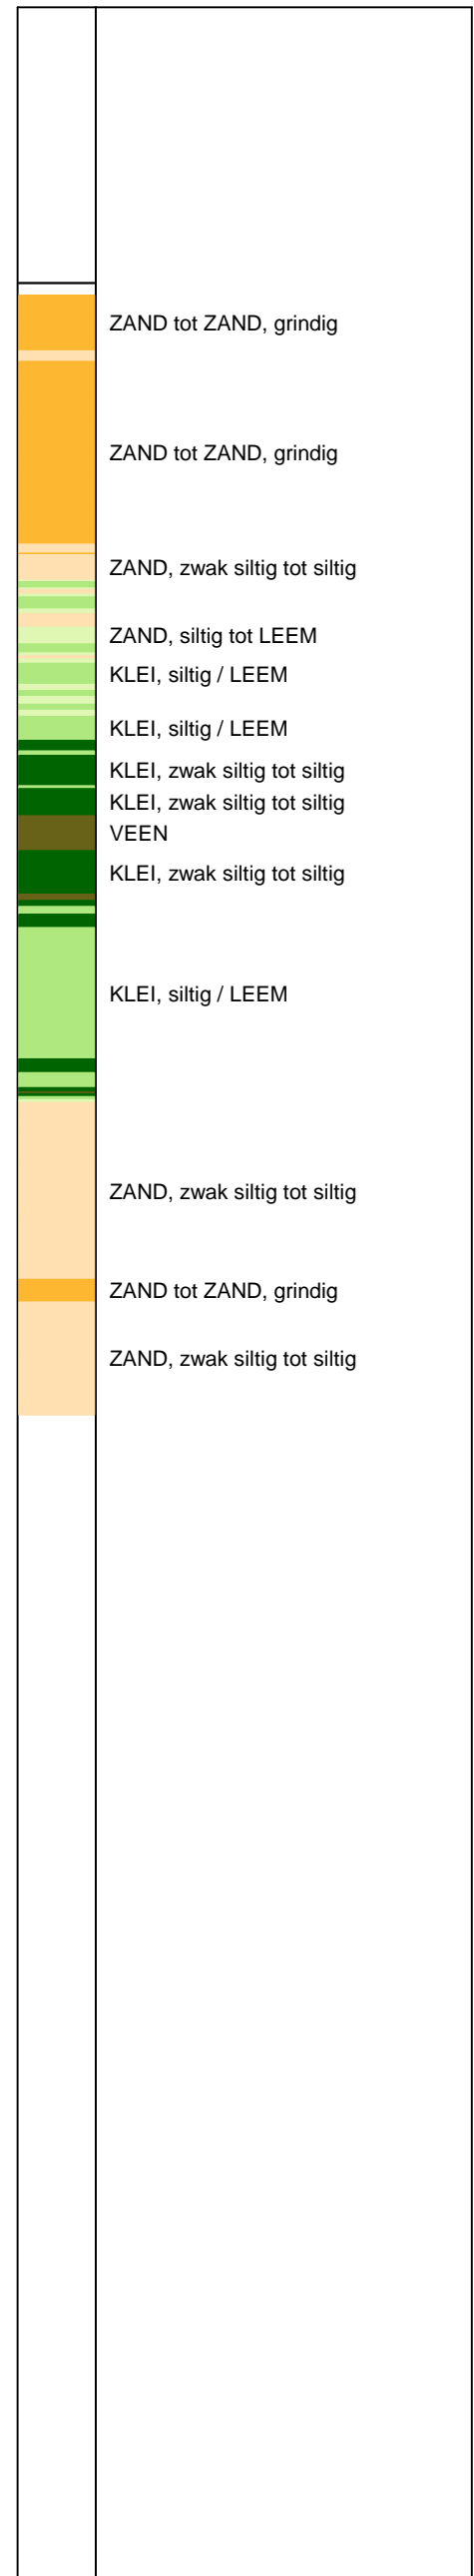 ZAND tot ZAND, grindig
ZAND tot ZAND, grindig
ZAND, zwak siltig tot siltig
ZAND, siltig tot LEEM
KLEI, siltig / LEEM
KLEI, siltig / LEEM
KLEI, zwak siltig tot siltig
KLEI, zwak siltig tot siltig
VEEN
KLEI, zwak siltig tot siltig
KLEI, siltig / LEEM
ZAND, zwak siltig tot siltig
ZAND tot ZAND, grindig
ZAND, zwak siltig tot siltig